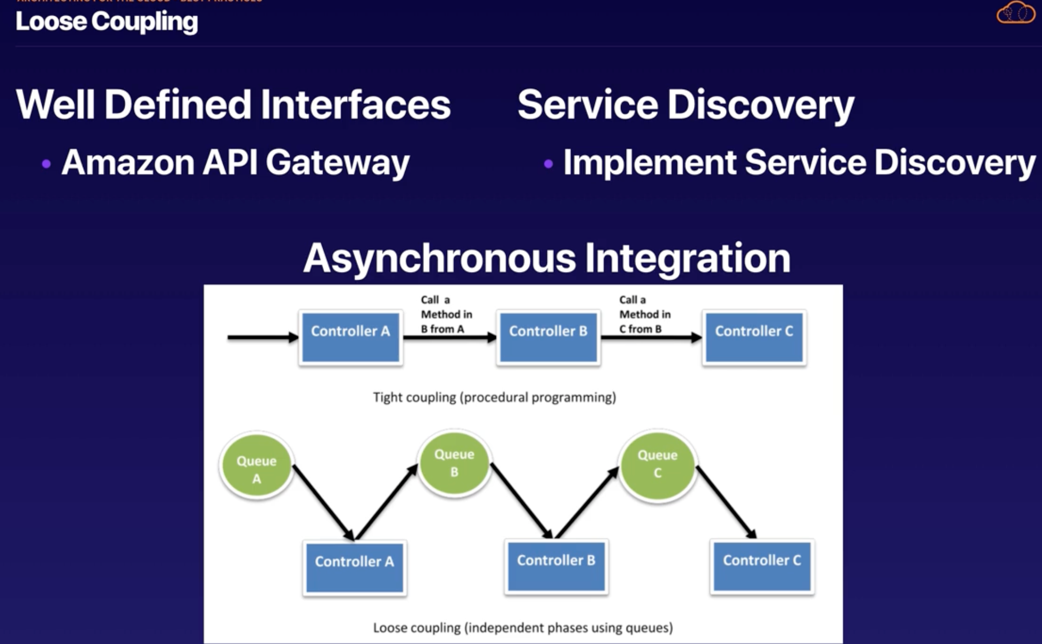 Loose Coupling
Well Defined Interfaces
• Amazon API Gateway
Service Discovery
• Implement Service Discovery
Asynchronous Integration
Controller A
Call a
Method in
B from A
Controller B
Call a
Method in
C from B
Controller C
Tight coupling (procedural programming)
Queue
A
Queue
B
Queue
C
Controller A
Controller B
Controller C
Loose coupling (independent phases using queues)